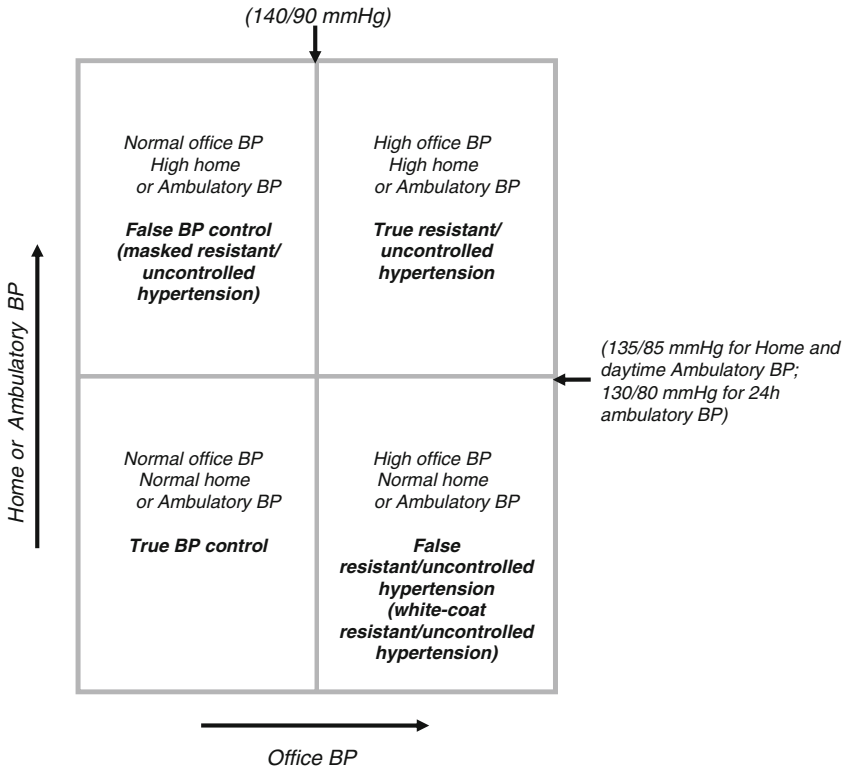 (140/90 mmHg)
Normal office BP
High home
or Ambulatory BP
False BP control
(masked resistant/
uncontrolled
hypertension)
High office BP
High home
or Ambulatory BP
True resistant/
uncontrolled
hypertension
Home or Ambulatory BP
(135/85 mmHg for Home and
daytime Ambulatory BP;
130/80 mmHg for 24h
ambulatory BP)
Normal office BP
Normal home
or Ambulatory BP
True BP control
High office BP
Normal home
or Ambulatory BP
False
resistant/uncontrolled
hypertension
(white-coat
resistant/uncontrolled
hypertension)
Office BP